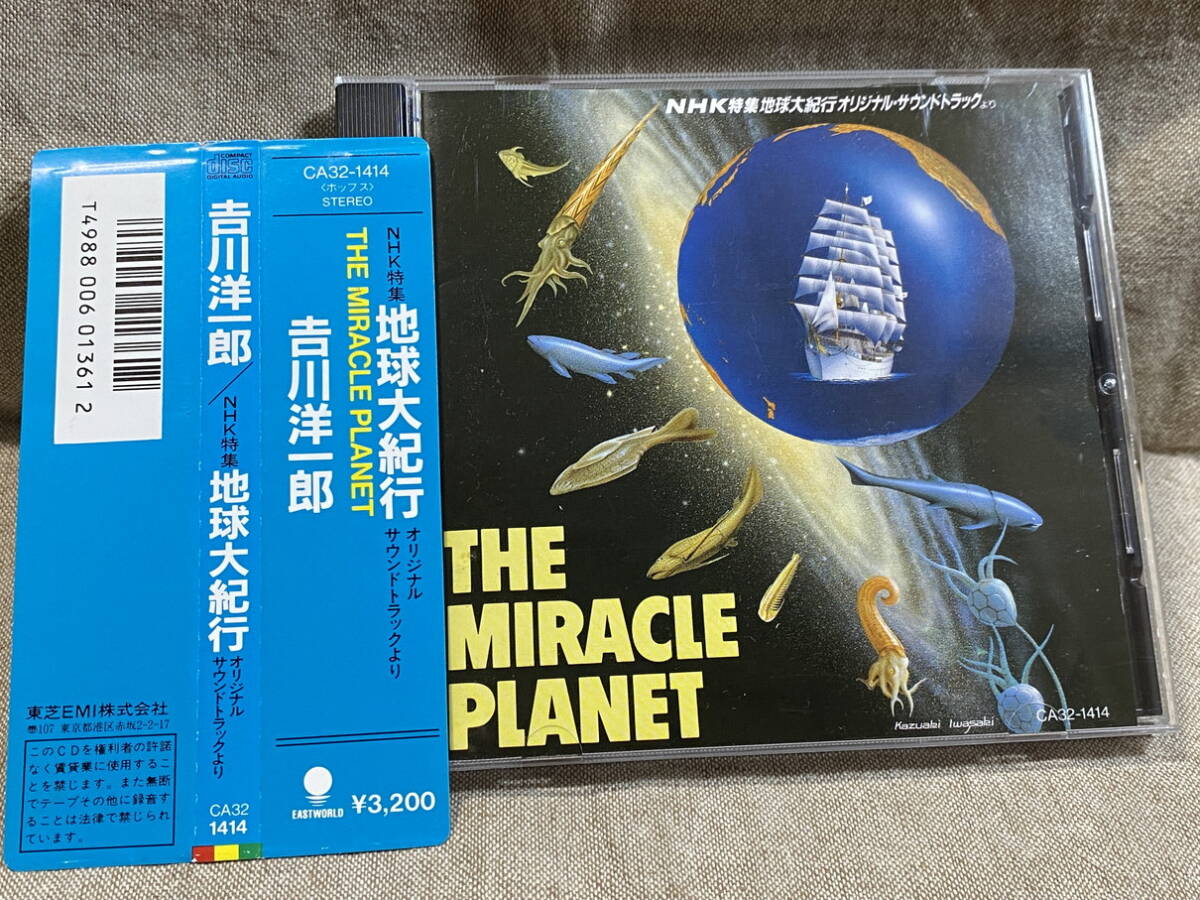 T4988 006 01361 2
東芝EMI株式会社
〠107 東京都港区赤坂2-2-17
このCDを権利者の許諾
なく賃貸業に使用するこ
とを禁じます。また無断
でテープその他に録音す
ることは法律で禁じられ
ています。
COMPACT
DISC
DIGITAL AUDIO
吉川洋一郎/NHK特集 地球大紀行 オリジナル
サウンドトラックより
CA32
1414
CA32-1414
〈ポップス〉
STEREO
NHK特集 地球大紀行 オリジナル
サウンドトラックより
THE MIRACLE PLANET
吉川洋一郎
EASTWORLD
¥3,200
NHK特集 地球大紀行 オリジナル・サウンドトラックより
THE
MIRACLE
PLANET
Kazuaki Iwasaki
CA32-1414